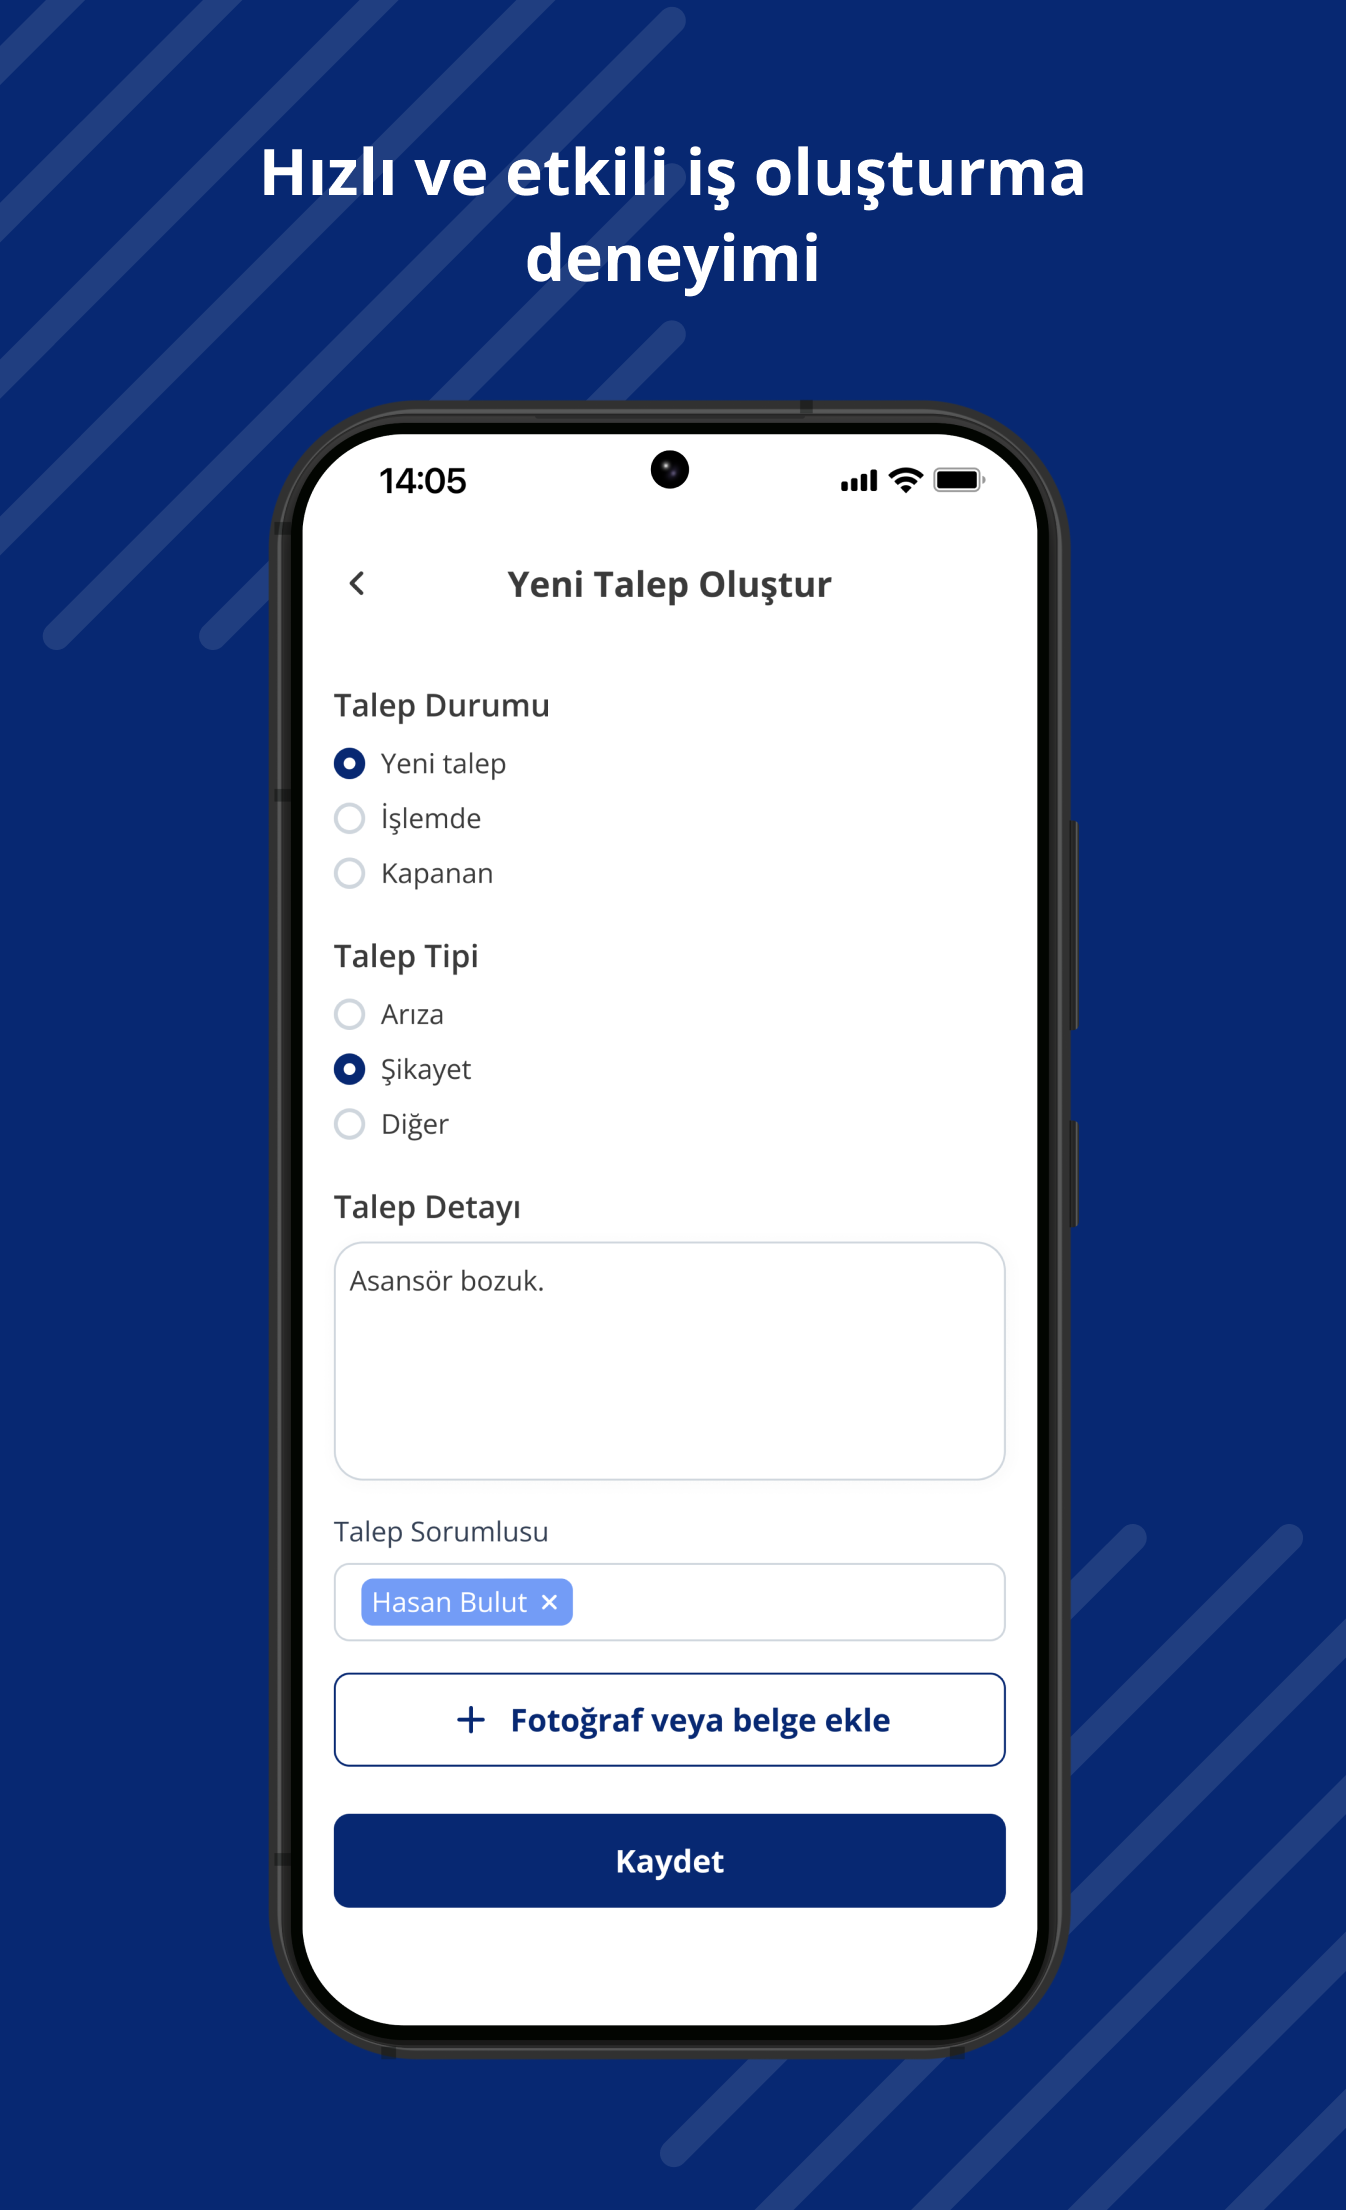 Hızlı ve etkili iş oluşturma
deneyimi
14:05
Yeni Talep Oluştur
Talep Durumu
Yeni talep
İşlemde
Kapanan
Talep Tipi
Arıza
Şikayet
Diğer
Talep Detayı
Asansör bozuk.
Talep Sorumlusu
Hasan Bulut
Fotoğraf veya belge ekle
Kaydet